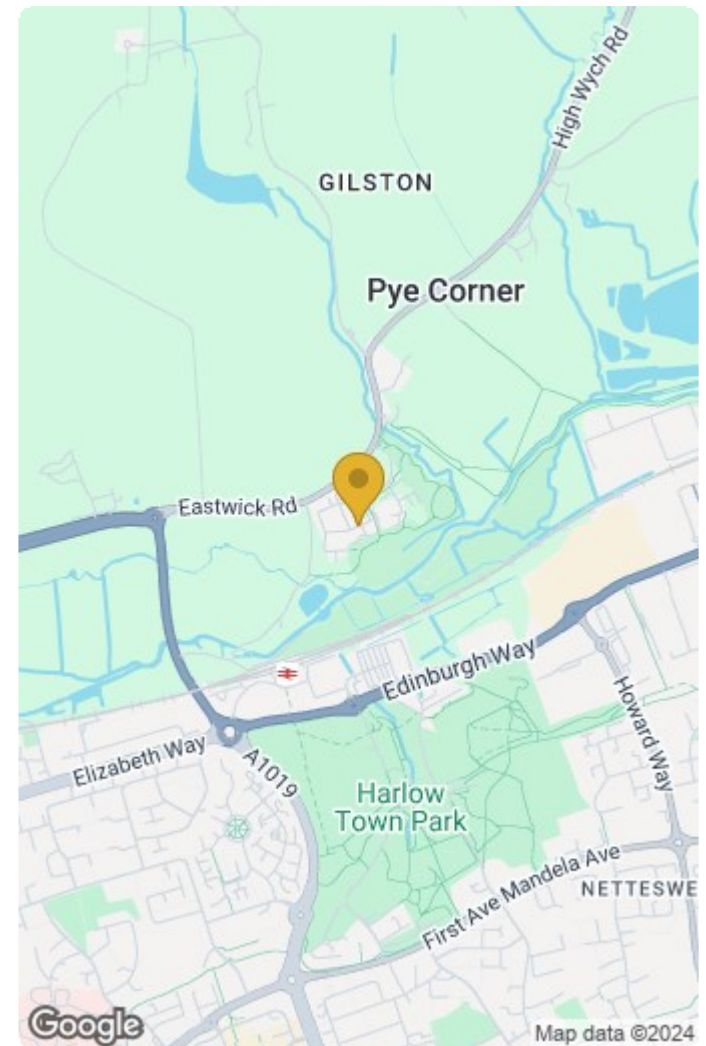 High Wych Rd
GILSTON
Pye Corner
Eastwick Rd
Edinburgh Way
Howard Way
Elizabeth Way
A1019
Harlow
Town Park
First Ave Mandela Ave
NETTESWE
Google
Map data ©2024